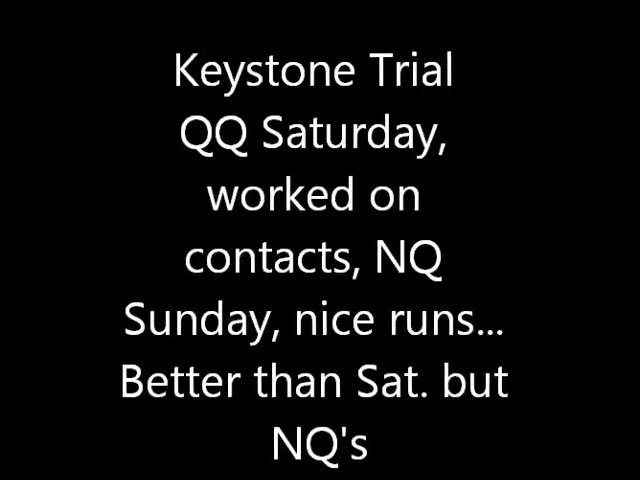 Keystone Trial
QQ Saturday,
worked on
contacts, NQ
Sunday, nice runs...
Better than Sat. but
NQ's